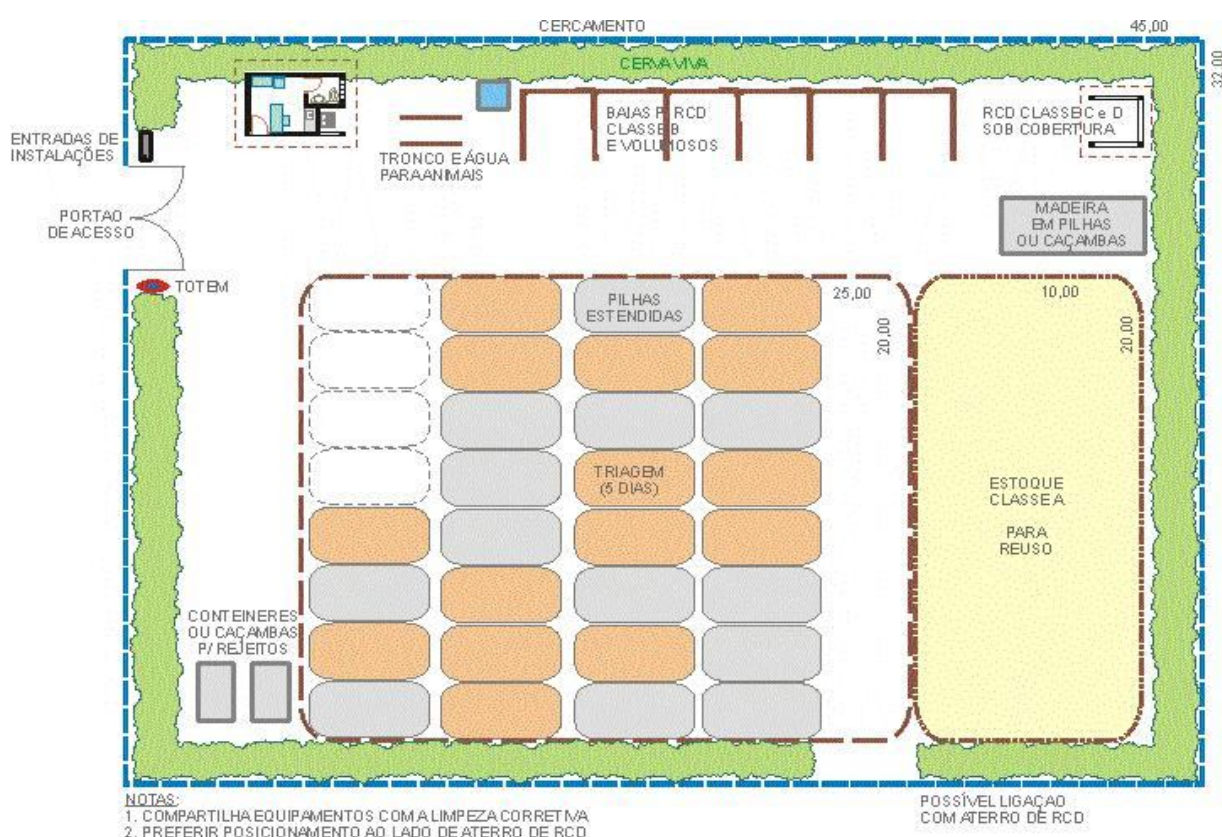 CERCAMENTO
45,00
32,00
CERVA VIVA
ENTRADAS DE
INSTALAÇÕES
TRONCO E ÁGUA
PARA ANIMAIS
BAIAS P/ RCD
CLASSE B
E VOLUMOSOS
RCD CLASSE C e D
SOB COBERTURA
PORTAO
DE ACESSO
MADEIRA
EM PILHAS
OU CAÇAMBAS
TOTEM
PILHAS
ESTENDIDAS
25,00
20,00
10,00
20,00
TRIAGEM
(5 DIAS)
ESTOQUE
CLASSE A
PARA
REUSO
CONTEINERES
OU CAÇAMBAS
P/ REJEITOS
NOTAS:
1. COMPARTILHA EQUIPAMENTOS COM A LIMPEZA CORRETIVA
2. PREFERIR POSICIONAMENTO AO LADO DE ATERRO DE RCD
POSSÍVEL LIGAÇAO
COM ATERRO DE RCD